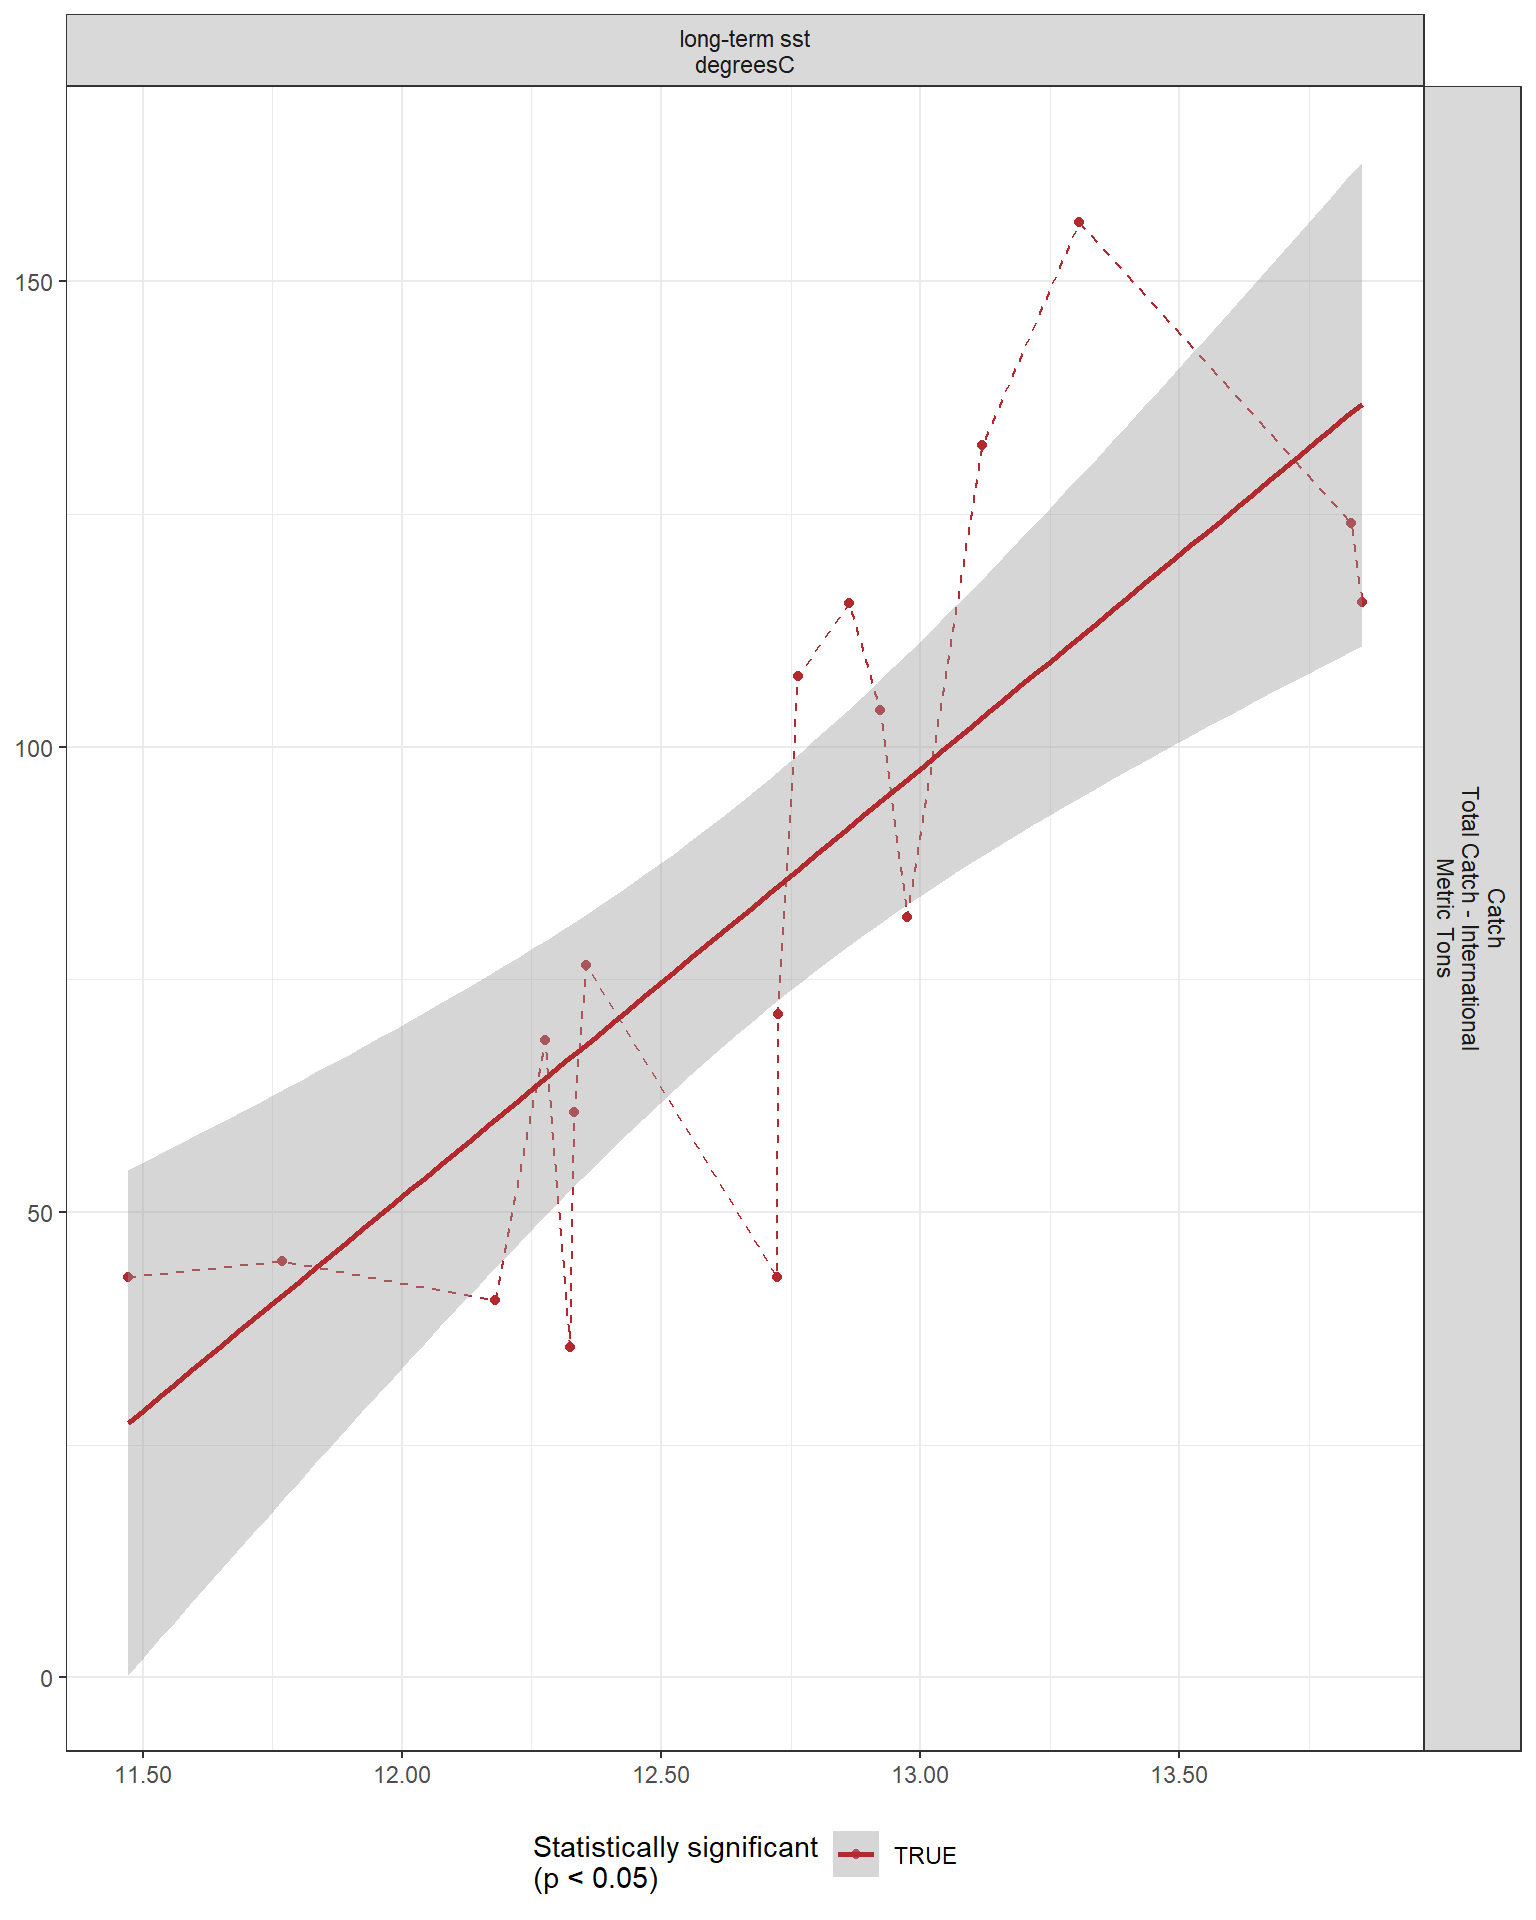 long-term sst
degreesC
150
100
50
0
Catch
Total Catch - International
Metric Tons
11.50
12.00
12.50
13.00
13.50
Statistically significant
(p < 0.05)
TRUE